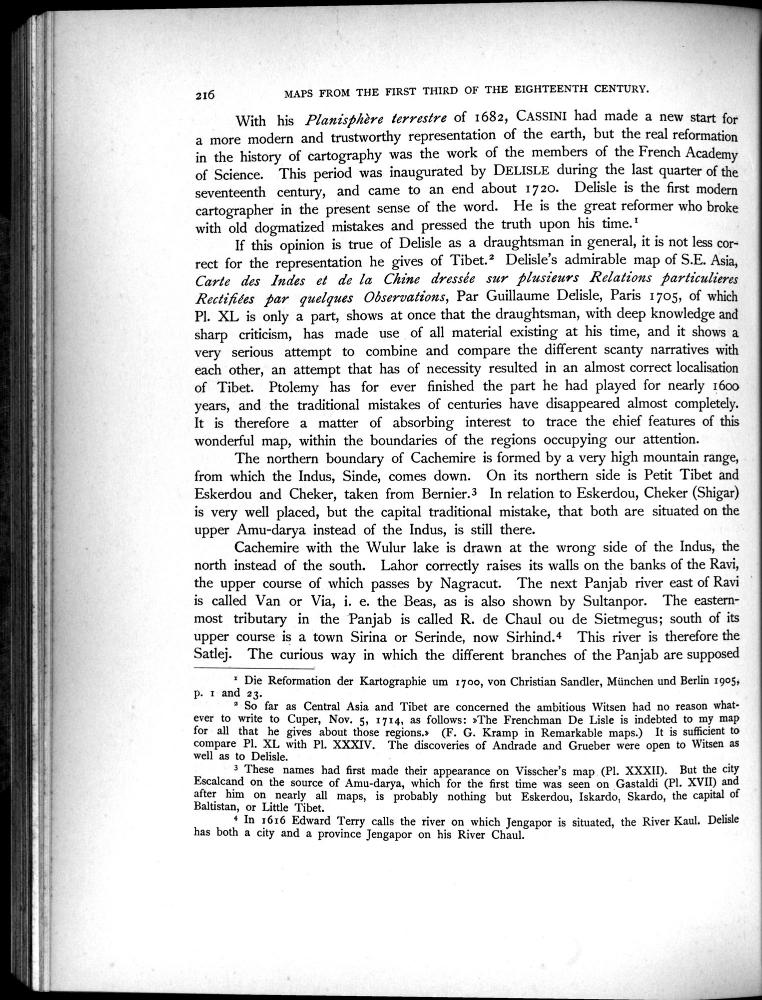 216 MAPS FROM THE FIRST THIRD OF THE EIGHTEENTH CENTURY.
With his Planisphère terrestre of 1682, CASSINI had made a new start for
a more modern and trustworthy representation of the earth, but the real reformation
in the history of cartography was the work of the members of the French Academy
of Science. This period was inaugurated by DELISLE during the last quarter of the
seventeenth century, and came to an end about 1720. Delisle is the first modern
cartographer in the present sense of the word. He is the great reformer who broke
with old dogmatized mistakes and pressed the truth upon his time.¹
If this opinion is true of Delisle as a draughtsman in general, it is not less cor-
rect for the representation he gives of Tibet.² Delisle's admirable map of S.E. Asia,
Carte des Indes et de la Chine dressée sur plusieurs Relations particulieres
Rectifiées par quelques Observations, Par Guillaume Delisle, Paris 1705, of which
Pl. XL is only a part, shows at once that the draughtsman, with deep knowledge and
sharp criticism, has made use of all material existing at his time, and it shows a
very serious attempt to combine and compare the different scanty narratives with
each other, an attempt that has of necessity resulted in an almost correct localisation
of Tibet. Ptolemy has for ever finished the part he had played for nearly 1600
years, and the traditional mistakes of centuries have disappeared almost completely.
It is therefore a matter of absorbing interest to trace the chief features of this
wonderful map, within the boundaries of the regions occupying our attention.
The northern boundary of Cachemire is formed by a very high mountain range,
from which the Indus, Sinde, comes down. On its northern side is Petit Tibet and
Eskerdou and Cheker, taken from Bernier.³ In relation to Eskerdou, Cheker (Shigar)
is very well placed, but the capital traditional mistake, that both are situated on the
upper Amu-darya instead of the Indus, is still there.
Cachemire with the Wulur lake is drawn at the wrong side of the Indus, the
north instead of the south. Lahor correctly raises its walls on the banks of the Ravi,
the upper course of which passes by Nagracut. The next Panjab river east of Ravi
is called Van or Via, i. e. the Beas, as is also shown by Sultanpor. The eastern-
most tributary in the Panjab is called R. de Chaul ou de Sietmegus; south of its
upper course is a town Sirina or Serinde, now Sirhind.⁴ This river is therefore the
Satlej. The curious way in which the different branches of the Panjab are supposed
¹ Die Reformation der Kartographie um 1700, von Christian Sandler, München und Berlin 1905,
p. 1 and 23.
² So far as Central Asia and Tibet are concerned the ambitious Witsen had no reason what-
ever to write to Cuper, Nov. 5, 1714, as follows: »The Frenchman De Lisle is indebted to my map
for all that he gives about those regions.» (F. G. Kramp in Remarkable maps.) It is sufficient to
compare Pl. XL with Pl. XXXIV. The discoveries of Andrade and Grueber were open to Witsen as
well as to Delisle.
³ These names had first made their appearance on Visscher's map (Pl. XXXII). But the city
Escalcand on the source of Amu-darya, which for the first time was seen on Gastaldi (Pl. XVII) and
after him on nearly all maps, is probably nothing but Eskerdou, Iskardo, Skardo, the capital of
Baltistan, or Little Tibet.
⁴ In 1616 Edward Terry calls the river on which Jengapor is situated, the River Kaul. Delisle
has both a city and a province Jengapor on his River Chaul.